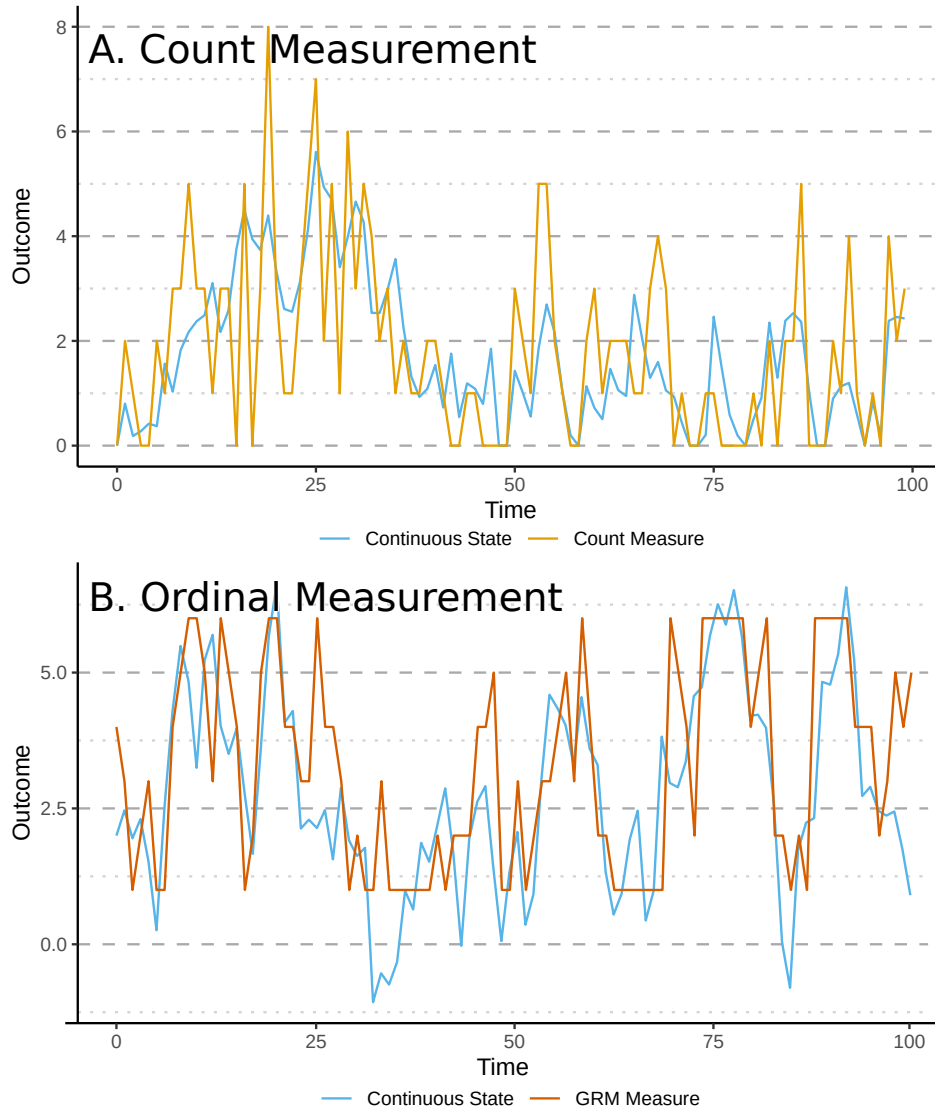 A. Count Measurement
8
6
4
2
0
Outcome
0 25 50 75 100
Time
Continuous State Count Measure
B. Ordinal Measurement
5.0
2.5
0.0
Outcome
0 25 50 75 100
Time
Continuous State GRM Measure